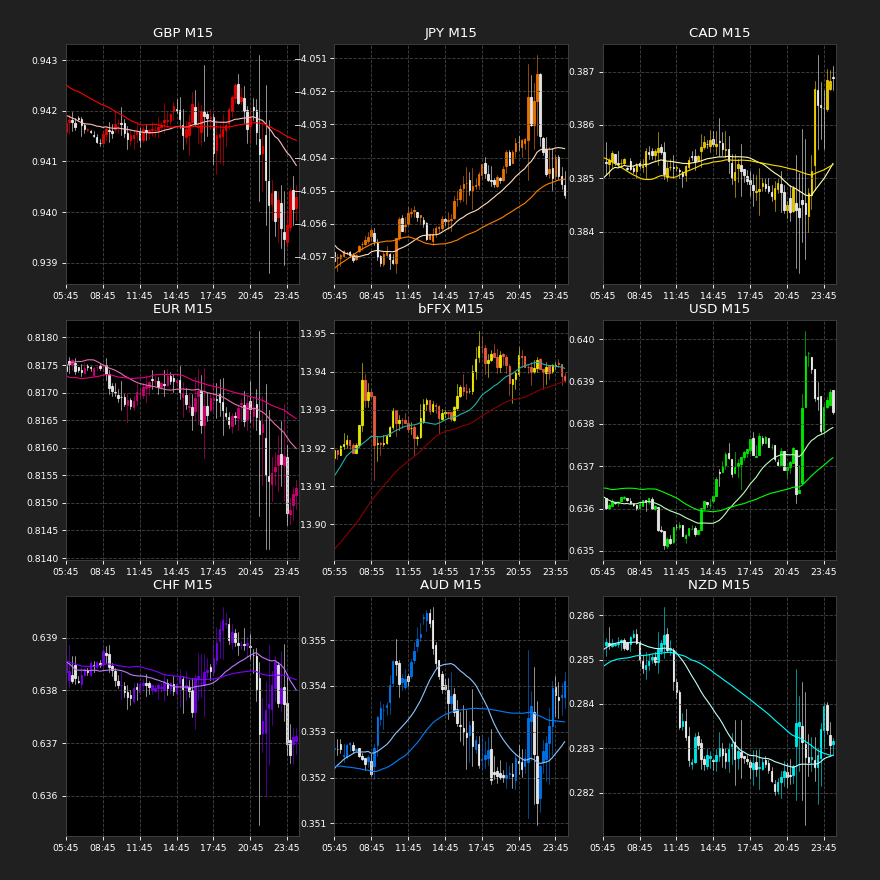 GBP M15
0.943
0.942
0.941
0.940
0.939
05:45 08:45 11:45 14:45 17:45 20:45 23:45
JPY M15
−4.051
−4.052
−4.053
−4.054
−4.055
−4.056
−4.057
05:45 08:45 11:45 14:45 17:45 20:45 23:45
CAD M15
0.387
0.386
0.385
0.384
05:45 08:45 11:45 14:45 17:45 20:45 23:45
EUR M15
0.8180
0.8175
0.8170
0.8165
0.8160
0.8155
0.8150
0.8145
0.8140
05:45 08:45 11:45 14:45 17:45 20:45 23:45
bFFX M15
13.95
13.94
13.93
13.92
13.91
13.90
05:55 08:55 11:55 14:55 17:55 20:55 23:55
USD M15
0.640
0.639
0.638
0.637
0.636
0.635
05:45 08:45 11:45 14:45 17:45 20:45 23:45
CHF M15
0.639
0.638
0.637
0.636
05:45 08:45 11:45 14:45 17:45 20:45 23:45
AUD M15
0.355
0.354
0.353
0.352
0.351
05:45 08:45 11:45 14:45 17:45 20:45 23:45
NZD M15
0.286
0.285
0.284
0.283
0.282
05:45 08:45 11:45 14:45 17:45 20:45 23:45